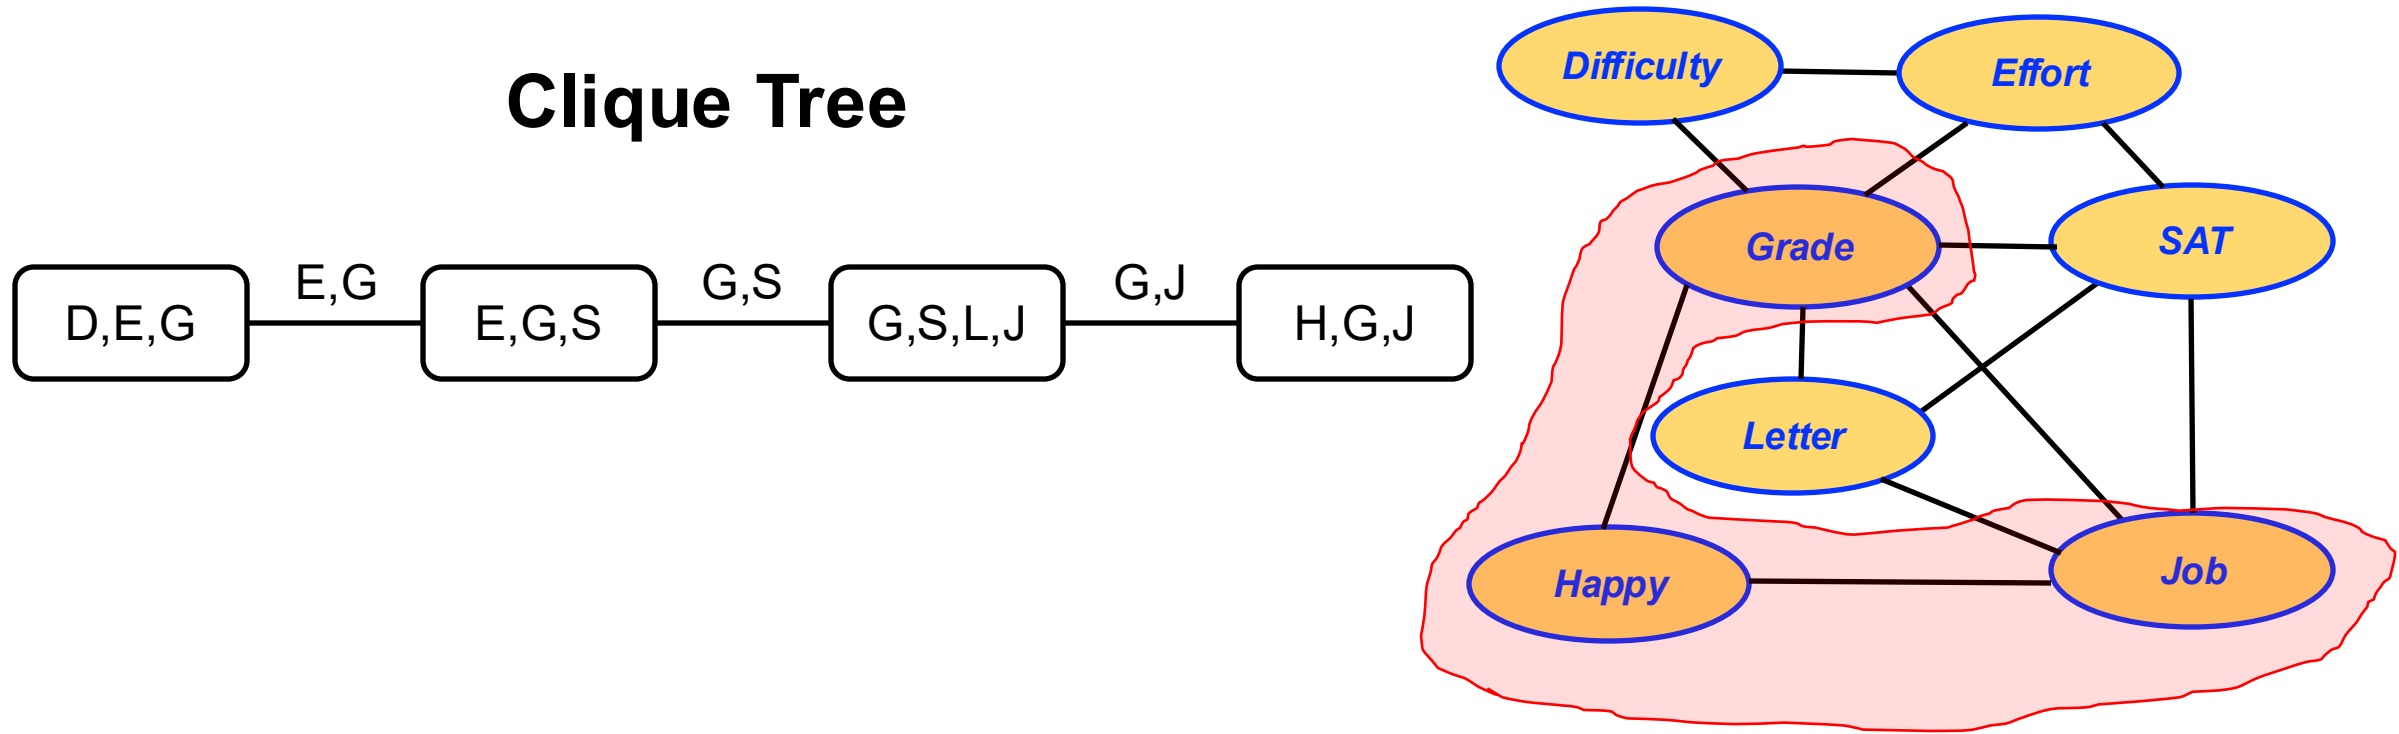 Clique Tree
D,E,G
E,G
E,G,S
G,S
G,S,L,J
G,J
H,G,J
Difficulty
Effort
Grade
SAT
Letter
Happy
Job